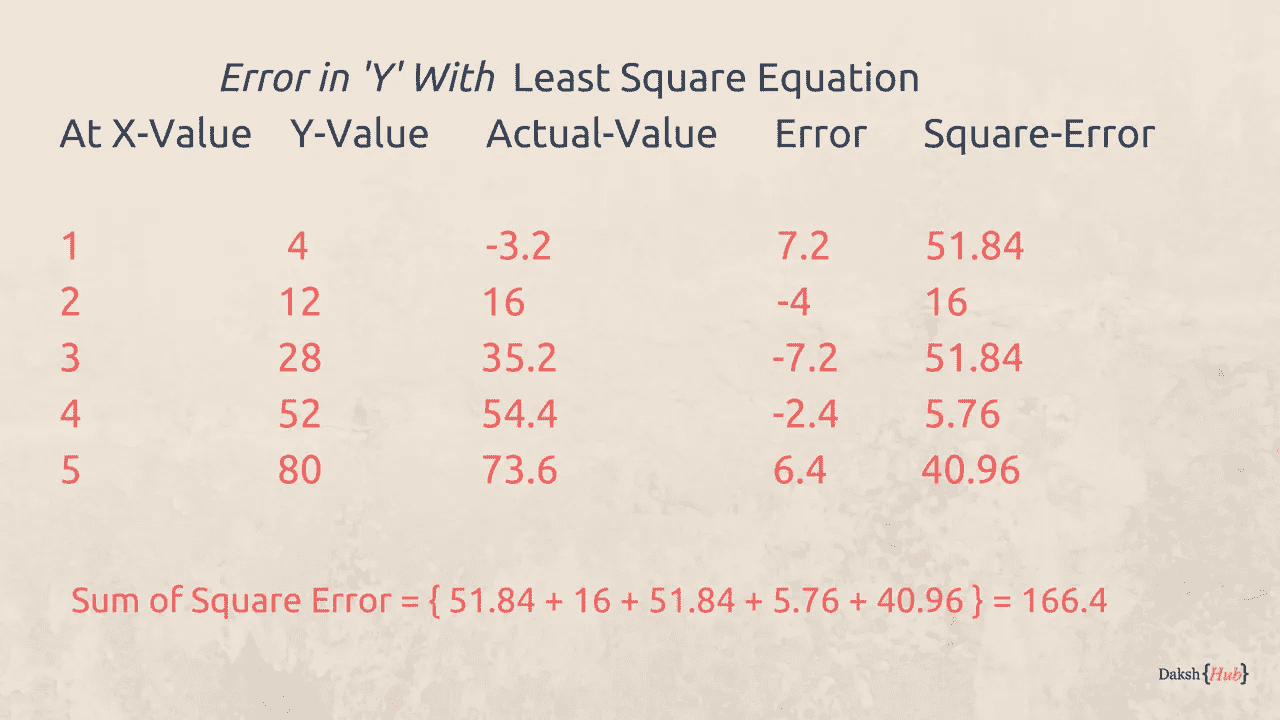 Error in 'Y' With Least Square Equation
At X-Value Y-Value Actual-Value Error Square-Error
1 4 -3.2 7.2 51.84
2 12 16 -4 16
3 28 35.2 -7.2 51.84
4 52 54.4 -2.4 5.76
5 80 73.6 6.4 40.96
Sum of Square Error = { 51.84 + 16 + 51.84 + 5.76 + 40.96 } = 166.4
Daksh{Hub}